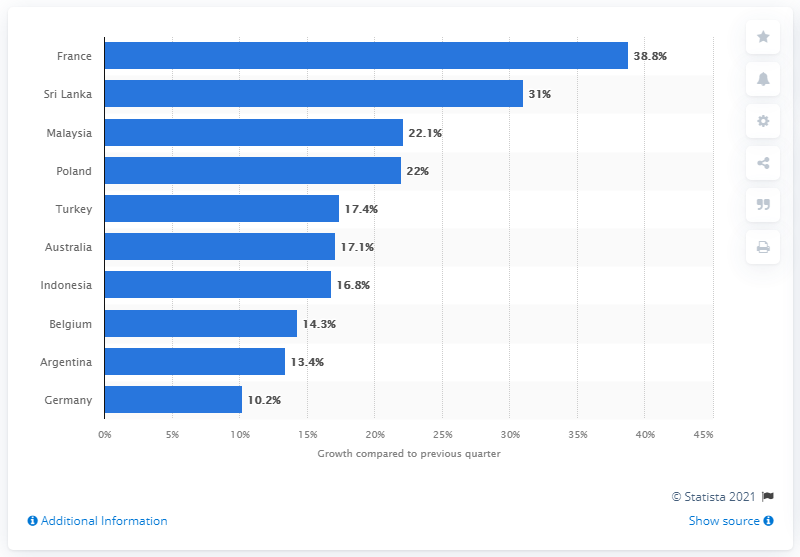 France 38.8%
Sri Lanka 31%
Malaysia 22.1%
Poland 22%
Turkey 17.4%
Australia 17.1%
Indonesia 16.8%
Belgium 14.3%
Argentina 13.4%
Germany 10.2%
0% 5% 10% 15% 20% 25% 30% 35% 40% 45%
Growth compared to previous quarter
© Statista 2021
Additional Information Show source